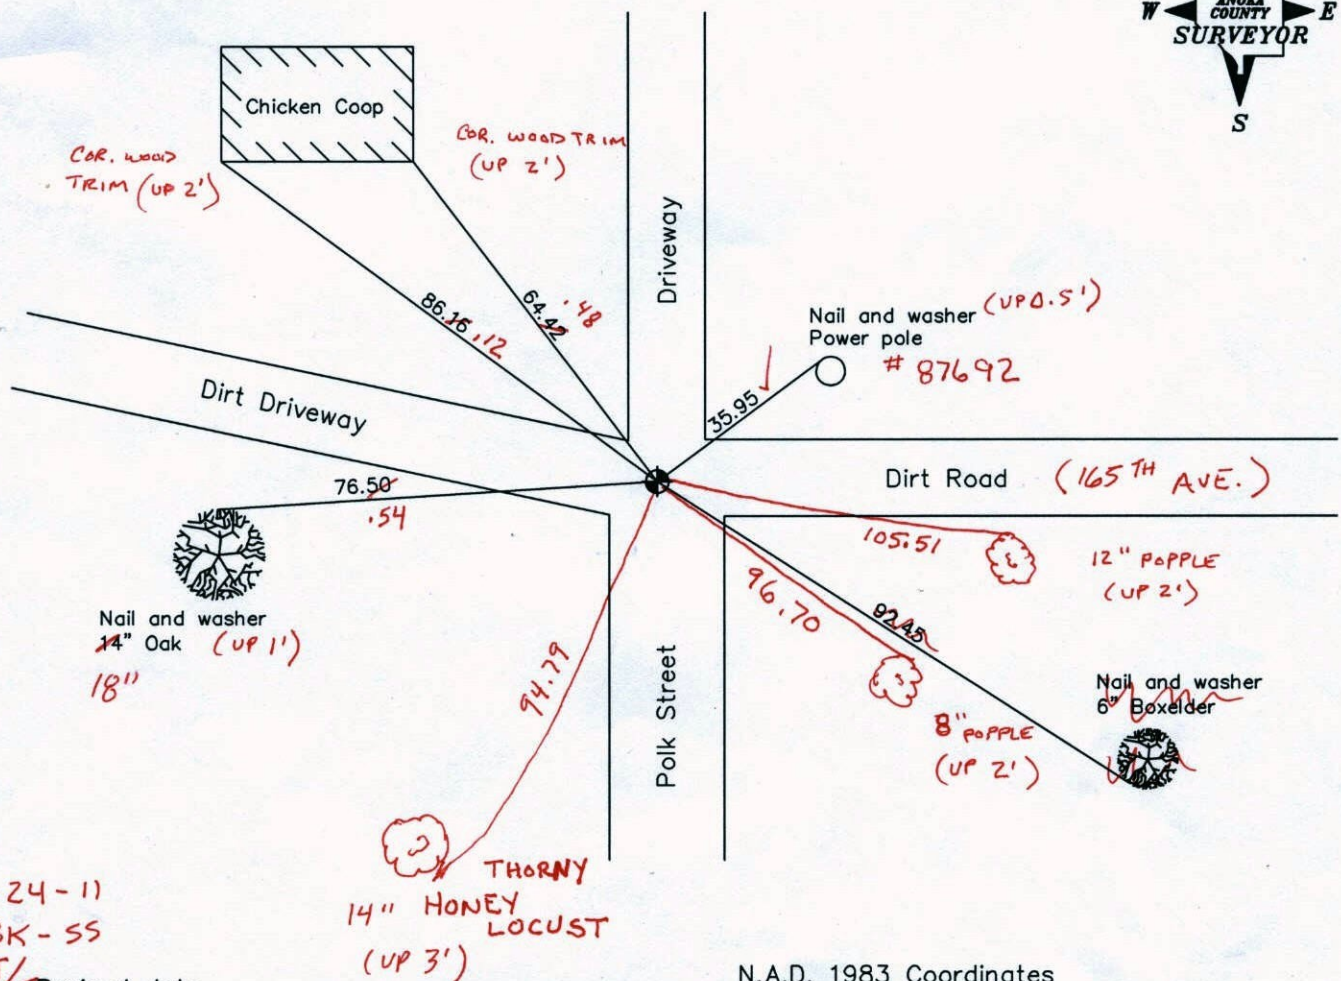 W
ANOKA
COUNTY
E
SURVEYOR
S
Chicken Coop
COR. WOOD
TRIM (UP 2')
COR. WOOD TRIM
(UP 2')
Driveway
86.16
.12
64.42
.48
Nail and washer (UP 0.5')
Power pole
# 87692
35.95
Dirt Driveway
Dirt Road (165TH AVE.)
76.50
.54
105.51
12" POPPLE
(UP 2')
Nail and washer
14" Oak (UP 1')
18"
96.70
92.45
94.79
Polk Street
Nail and washer
6" Boxelder
8" POPPLE
(UP 2')
THORNY
14" HONEY
LOCUST
(UP 3')
24-11
K-SS
N.A.D. 1983 Coordinates